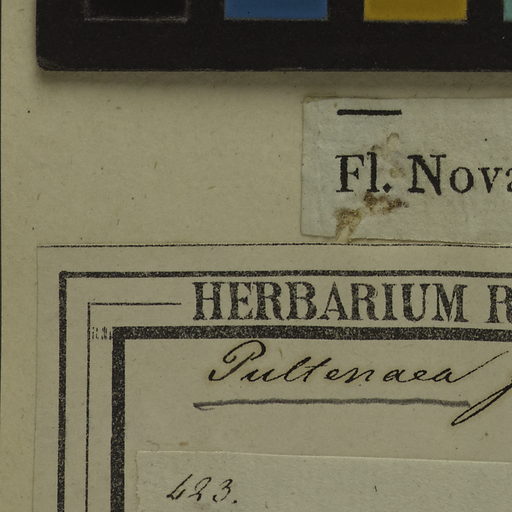 Fl. Nova
HERBARIUM R
Pultenaea
423.